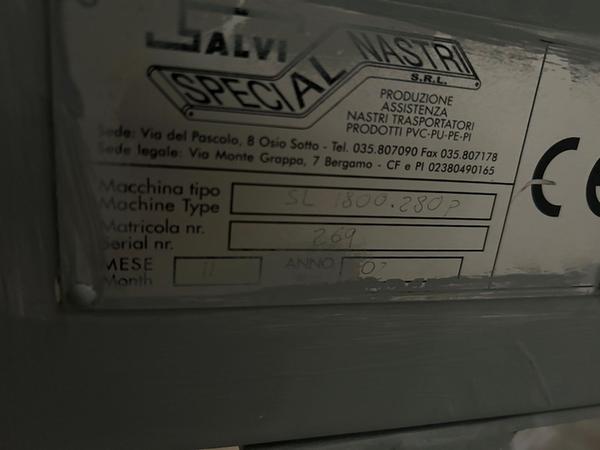 SALVI
SPECIAL NASTRI
S.R.L.
PRODUZIONE
ASSISTENZA
NASTRI TRASPORTATORI
PRODOTTI PVC-PU-PE-PI
Sede: Via del Pascolo, 8 Osio Sotto - Tel. 035.807090 Fax 035.807178
Sede legale: Via Monte Grappa, 7 Bergamo - CF e PI 02380490165
Macchina tipo
Machine Type SL 1800.280P
Matricola nr.
Serial nr. 269
MESE 11 ANNO 07
Month
CE